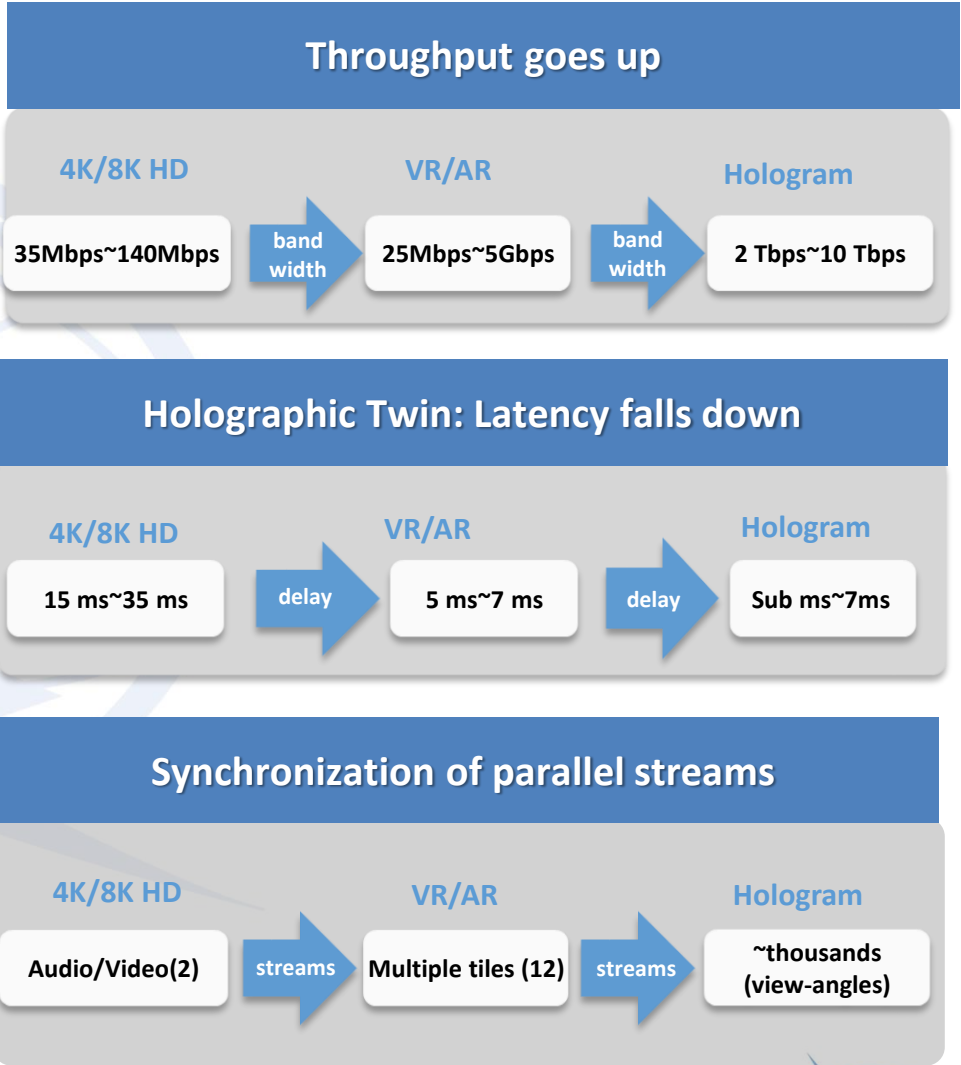 Throughput goes up
4K/8K HD
VR/AR
Hologram
35Mbps~140Mbps
band
width
25Mbps~5Gbps
band
width
2 Tbps~10 Tbps
Holographic Twin: Latency falls down
4K/8K HD
VR/AR
Hologram
15 ms~35 ms
delay
5 ms~7 ms
delay
Sub ms~7ms
Synchronization of parallel streams
4K/8K HD
VR/AR
Hologram
Audio/Video(2)
streams
Multiple tiles (12)
streams
~thousands
(view-angles)